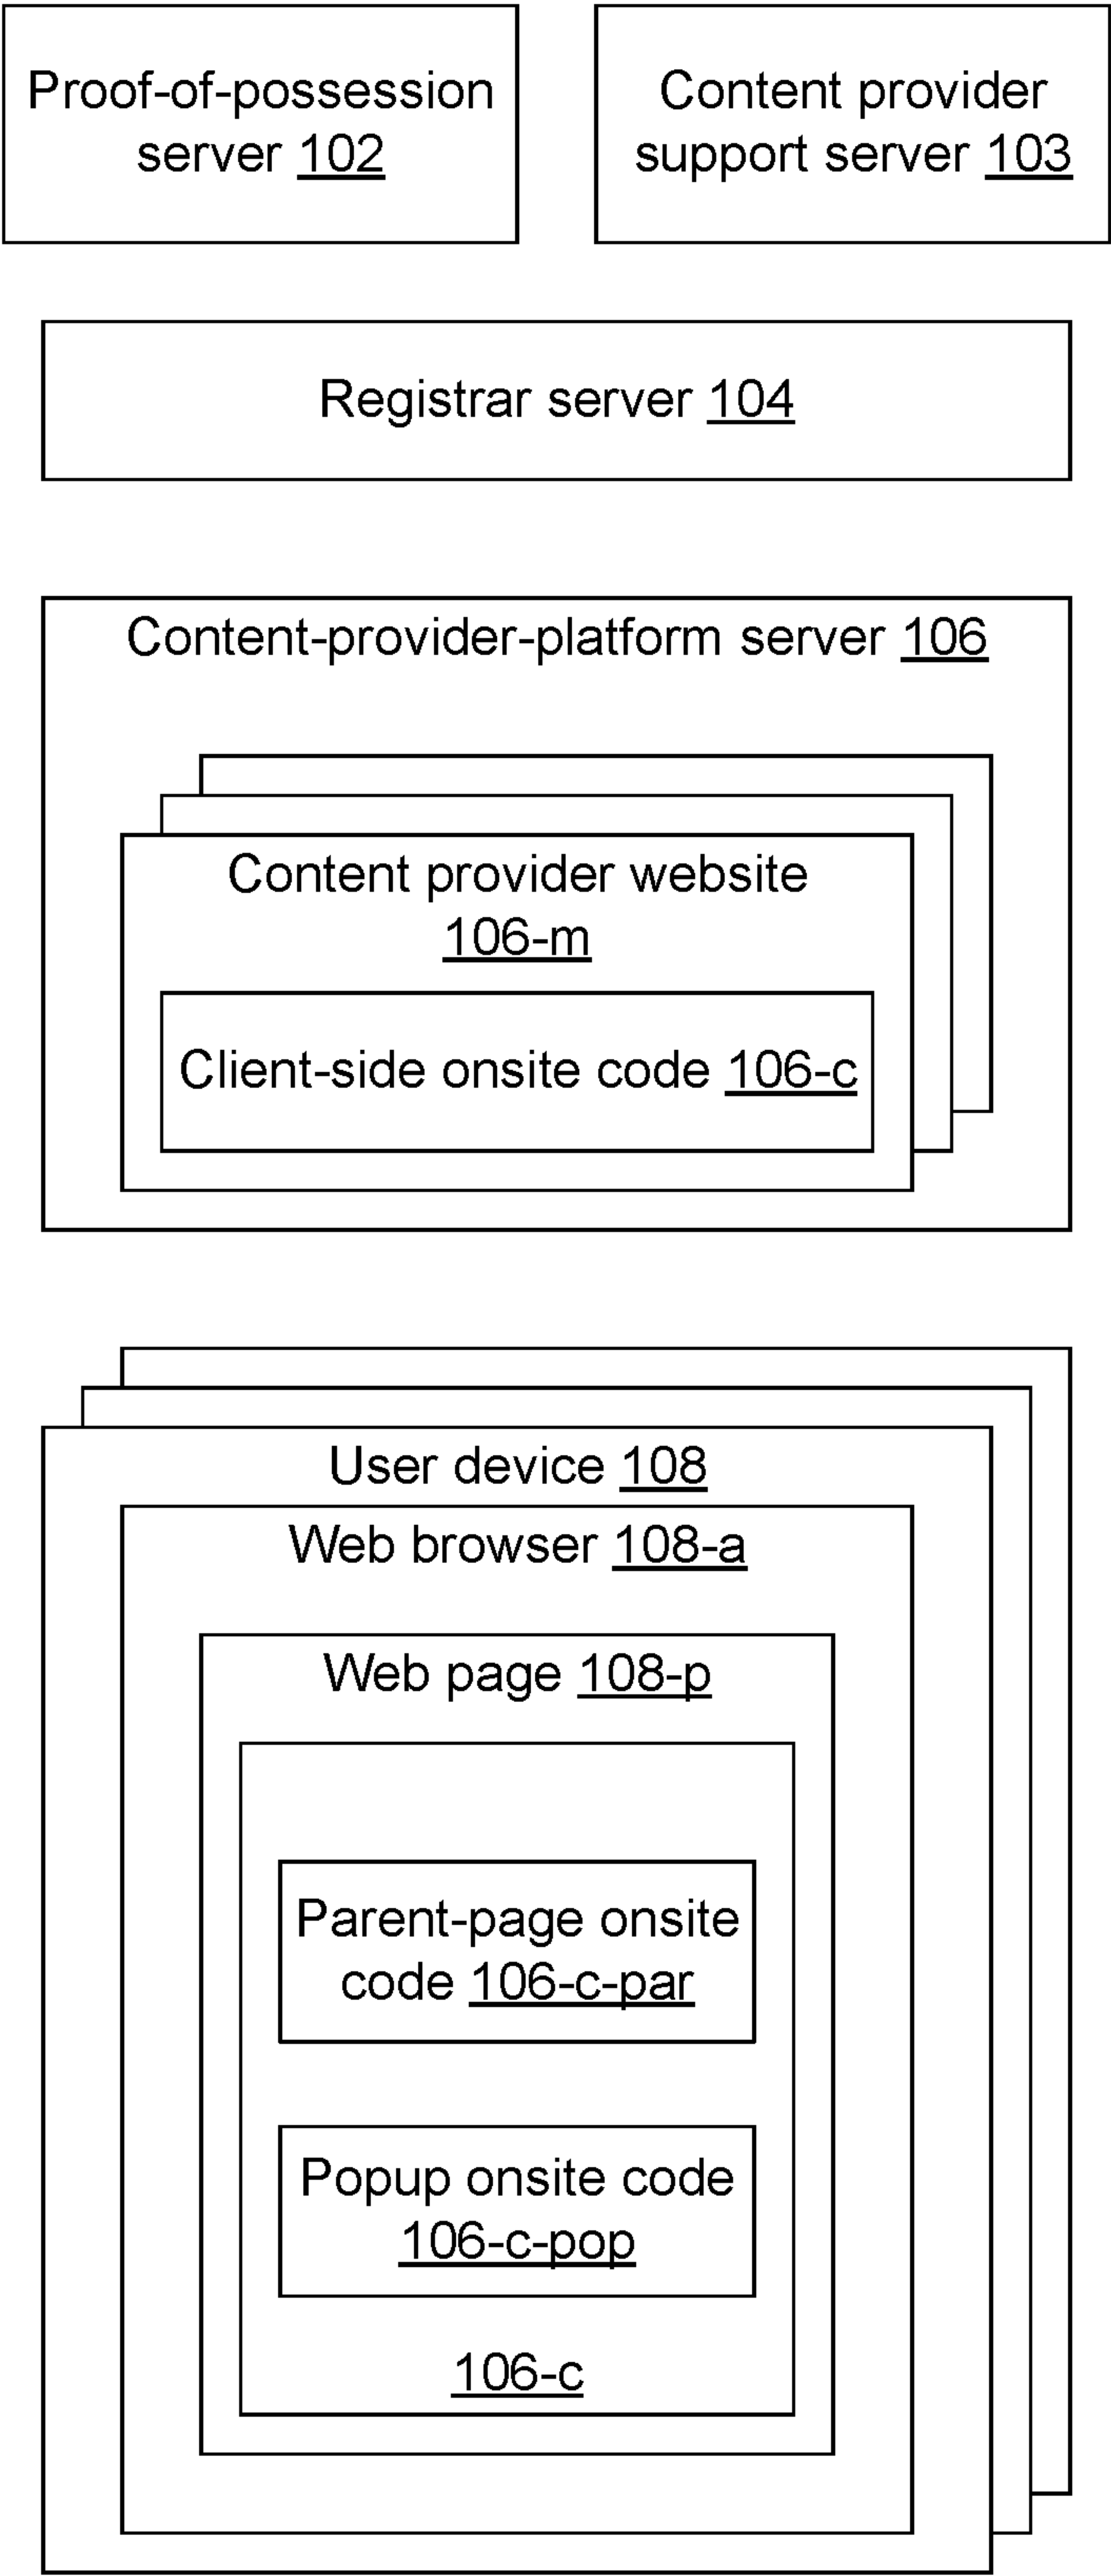 Proof-of-possession
server 102
Content provider
support server 103
Registrar server 104
Content-provider-platform server 106
Content provider website
106-m
Client-side onsite code 106-c
User device 108
Web browser 108-a
Web page 108-p
Parent-page onsite
code 106-c-par
Popup onsite code
106-c-pop
106-c